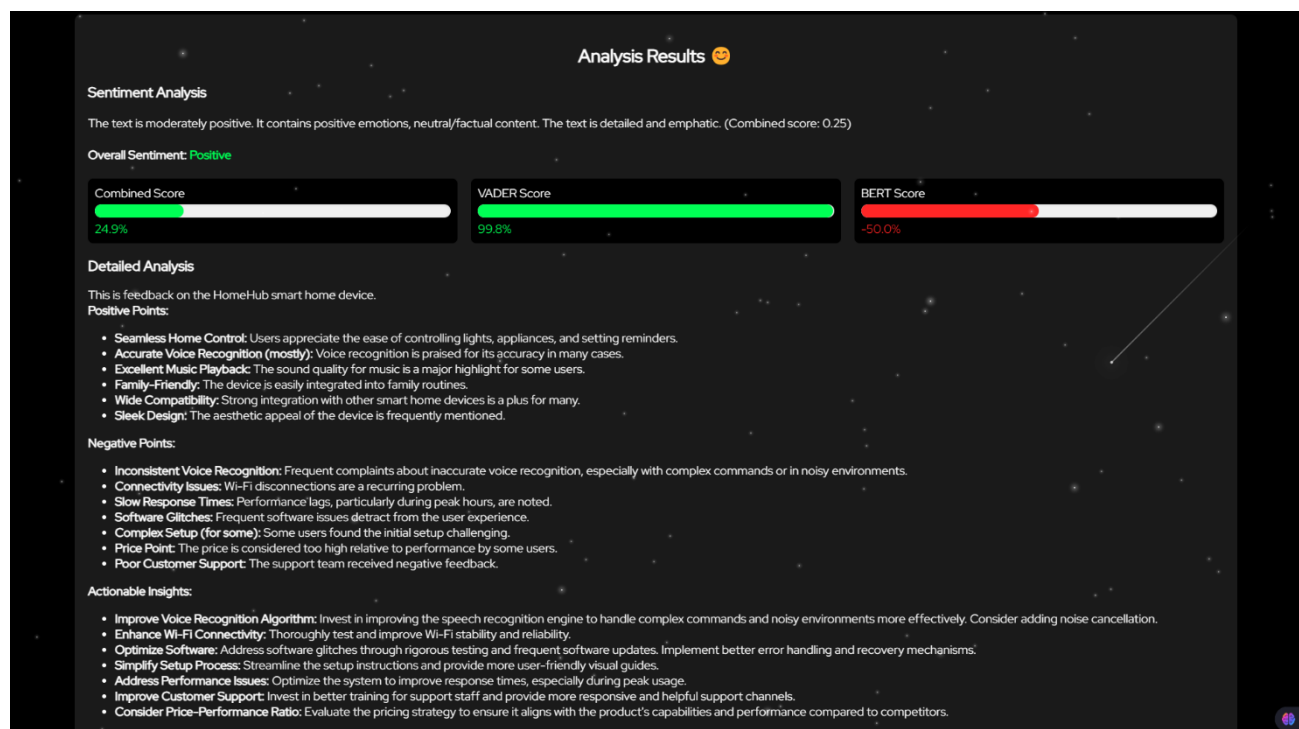 Analysis Results 😊
Sentiment Analysis
The text is moderately positive. It contains positive emotions, neutral/factual content. The text is detailed and emphatic. (Combined score: 0.25)
Overall Sentiment: Positive
Combined Score
24.9%
VADER Score
99.8%
BERT Score
-50.0%
Detailed Analysis
This is feedback on the HomeHub smart home device.
Positive Points:
• Seamless Home Control: Users appreciate the ease of controlling lights, appliances, and setting reminders.
• Accurate Voice Recognition (mostly): Voice recognition is praised for its accuracy in many cases.
• Excellent Music Playback: The sound quality for music is a major highlight for some users.
• Family-Friendly: The device is easily integrated into family routines.
• Wide Compatibility: Strong integration with other smart home devices is a plus for many.
• Sleek Design: The aesthetic appeal of the device is frequently mentioned.
Negative Points:
• Inconsistent Voice Recognition: Frequent complaints about inaccurate voice recognition, especially with complex commands or in noisy environments.
• Connectivity Issues: Wi-Fi disconnections are a recurring problem.
• Slow Response Times: Performance lags, particularly during peak hours, are noted.
• Software Glitches: Frequent software issues detract from the user experience.
• Complex Setup (for some): Some users found the initial setup challenging.
• Price Point: The price is considered too high relative to performance by some users.
• Poor Customer Support: The support team received negative feedback.
Actionable Insights:
• Improve Voice Recognition Algorithm: Invest in improving the speech recognition engine to handle complex commands and noisy environments more effectively. Consider adding noise cancellation.
• Enhance Wi-Fi Connectivity: Thoroughly test and improve Wi-Fi stability and reliability.
• Optimize Software: Address software glitches through rigorous testing and frequent software updates. Implement better error handling and recovery mechanisms.
• Simplify Setup Process: Streamline the setup instructions and provide more user-friendly visual guides.
• Address Performance Issues: Optimize the system to improve response times, especially during peak usage.
• Improve Customer Support: Invest in better training for support staff and provide more responsive and helpful support channels.
• Consider Price-Performance Ratio: Evaluate the pricing strategy to ensure it aligns with the product's capabilities and performance compared to competitors.